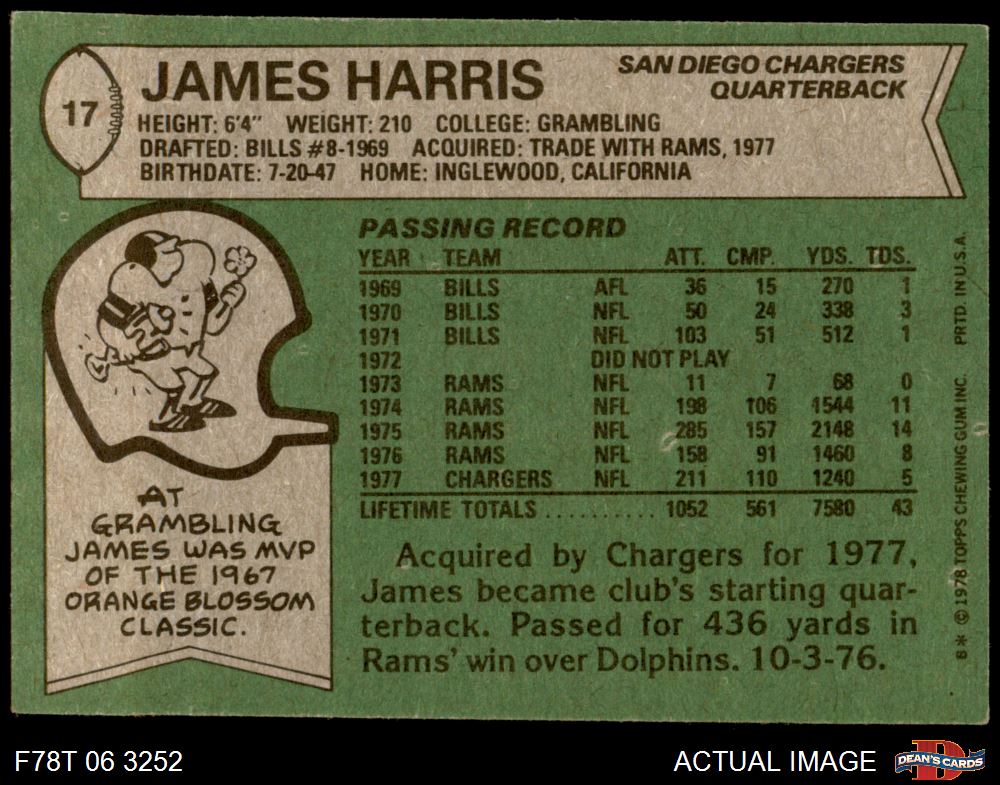 17
JAMES HARRIS
SAN DIEGO CHARGERS
QUARTERBACK
HEIGHT: 6'4" WEIGHT: 210 COLLEGE: GRAMBLING
DRAFTED: BILLS #8-1969 ACQUIRED: TRADE WITH RAMS, 1977
BIRTHDATE: 7-20-47 HOME: INGLEWOOD, CALIFORNIA
PASSING RECORD
YEAR TEAM ATT. CMP. YDS. TDS.
1969 BILLS AFL 36 15 270 1
1970 BILLS NFL 50 24 338 3
1971 BILLS NFL 103 51 512 1
1972 DID NOT PLAY
1973 RAMS NFL 11 7 68 0
1974 RAMS NFL 198 106 1544 11
1975 RAMS NFL 285 157 2148 14
1976 RAMS NFL 158 91 1460 8
1977 CHARGERS NFL 211 110 1240 5
LIFETIME TOTALS .......... 1052 561 7580 43
AT
GRAMBLING
JAMES WAS MVP
OF THE 1967
ORANGE BLOSSOM
CLASSIC.
Acquired by Chargers for 1977,
James became club's starting quar-
terback. Passed for 436 yards in
Rams' win over Dolphins. 10-3-76.
8* © 1978 TOPPS CHEWING GUM INC. PRTD. IN U.S.A.
F78T 06 3252
ACTUAL IMAGE
DEAN'S CARDS